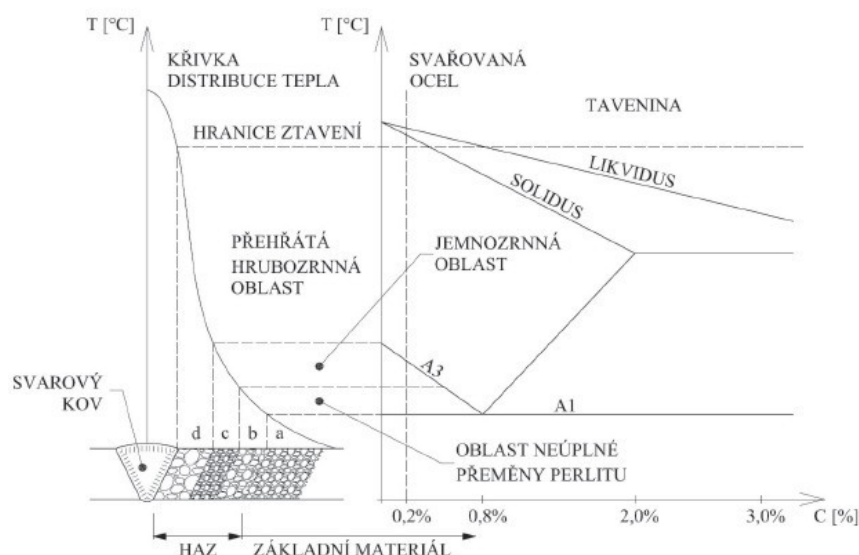 T [°C]
KŘIVKA
DISTRIBUCE TEPLA
T [°C]
SVAŘOVANÁ
OCEL
TAVENINA
HRANICE ZTAVENÍ
LIKVIDUS
SOLIDUS
PŘEHŘÁTÁ
HRUBOZRNNÁ
OBLAST
JEMNOZRNNÁ
OBLAST
A3
SVAROVÝ
KOV
A1
d c b a
OBLAST NEÚPLNÉ
PŘEMĚNY PERLITU
0,2% 0,8% 2,0% 3,0% C [%]
HAZ ZÁKLADNÍ MATERIÁL